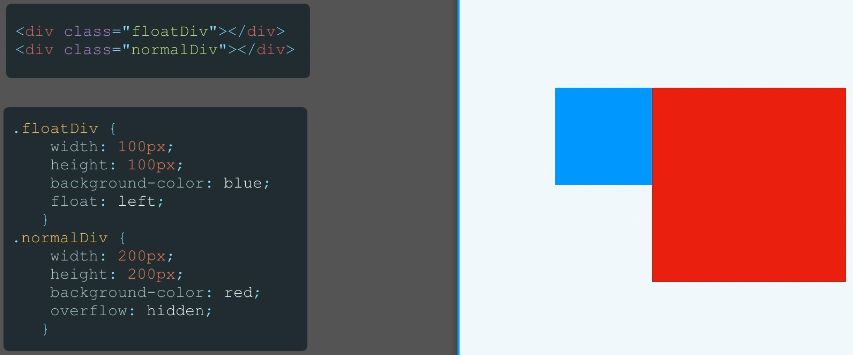 <div class="floatDiv"></div>
<div class="normalDiv"></div>
.floatDiv {
width: 100px;
height: 100px;
background-color: blue;
float: left;
}
.normalDiv {
width: 200px;
height: 200px;
background-color: red;
overflow: hidden;
}